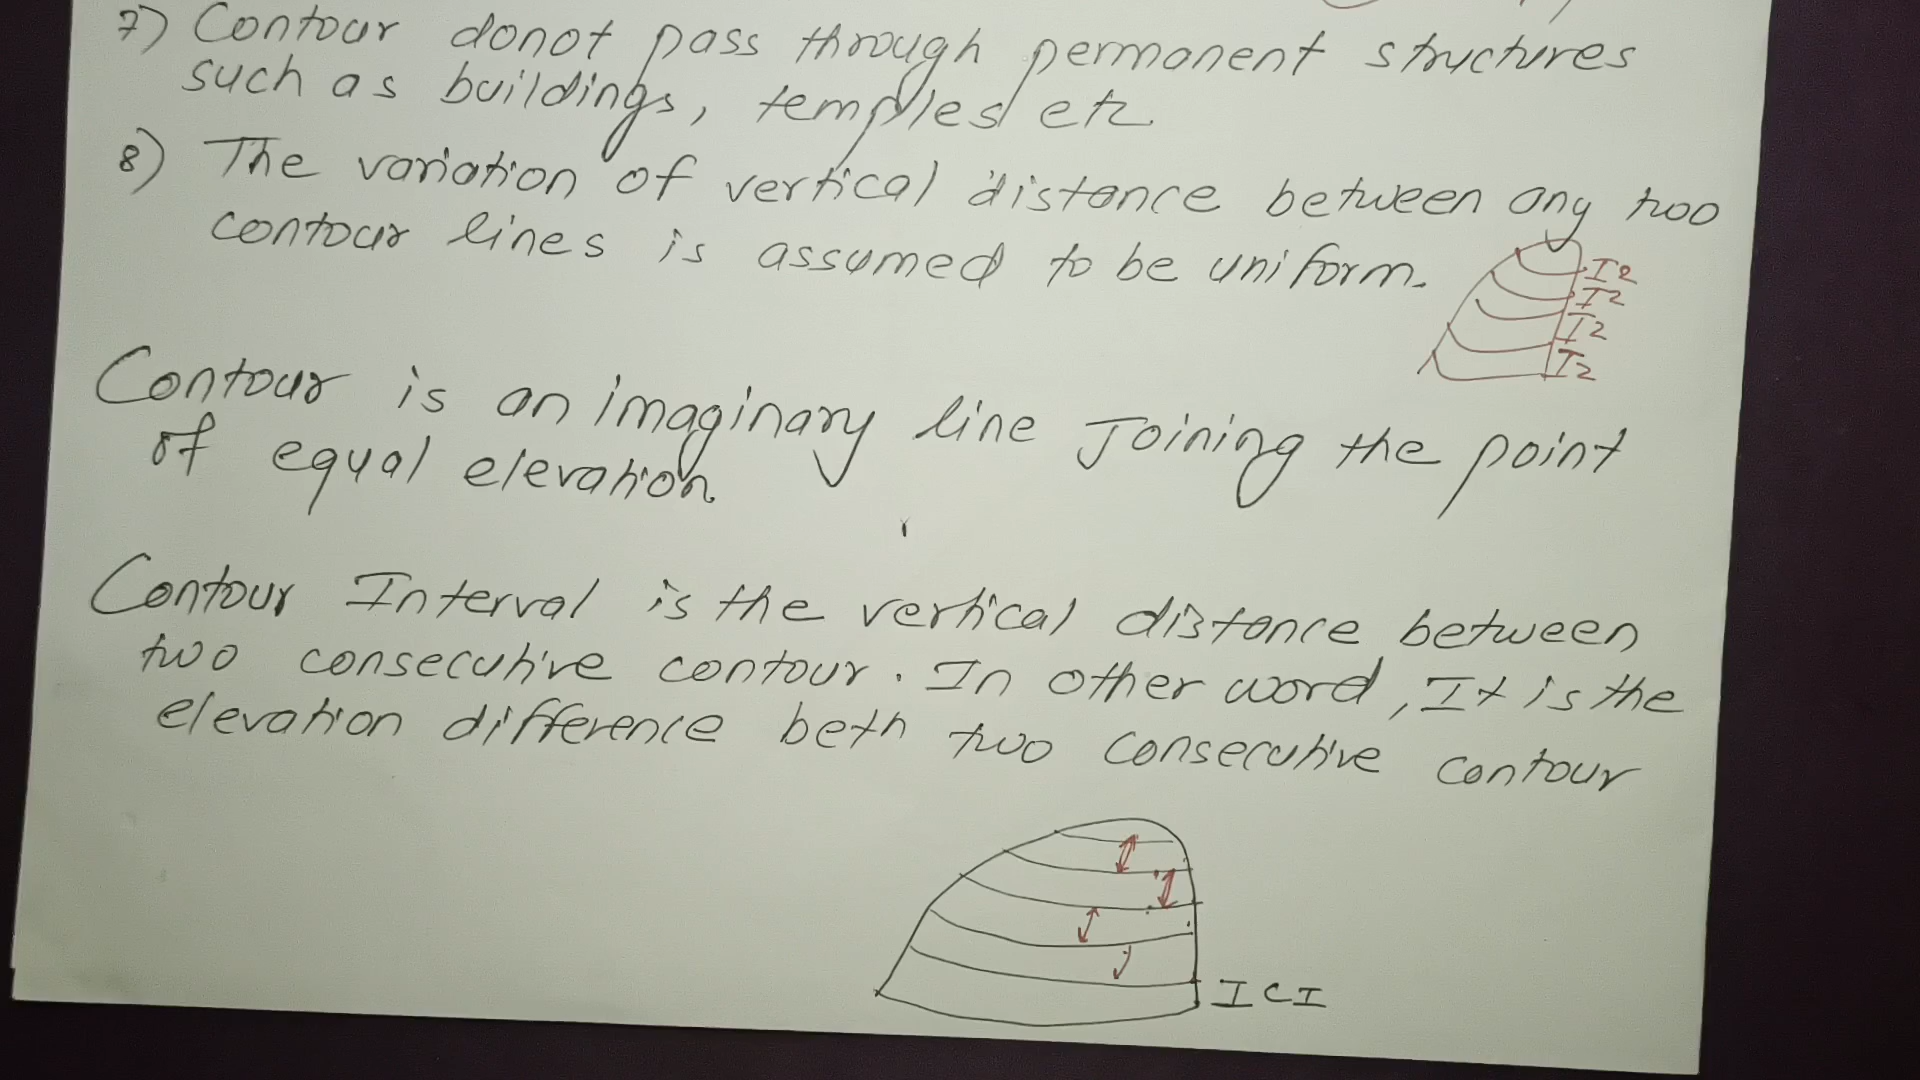 7) Contour donot pass through permanent structures
such as buildings, temples etc
8) The variation of vertical distance between any two
contour lines is assumed to be uniform.
I2
I2
I2
I2
Contour is an imaginary line Joining the point
of equal elevation.
Contour Interval is the vertical distance between
two consecutive contour. In other word, It is the
elevation difference beth two consecutive contour
I CI